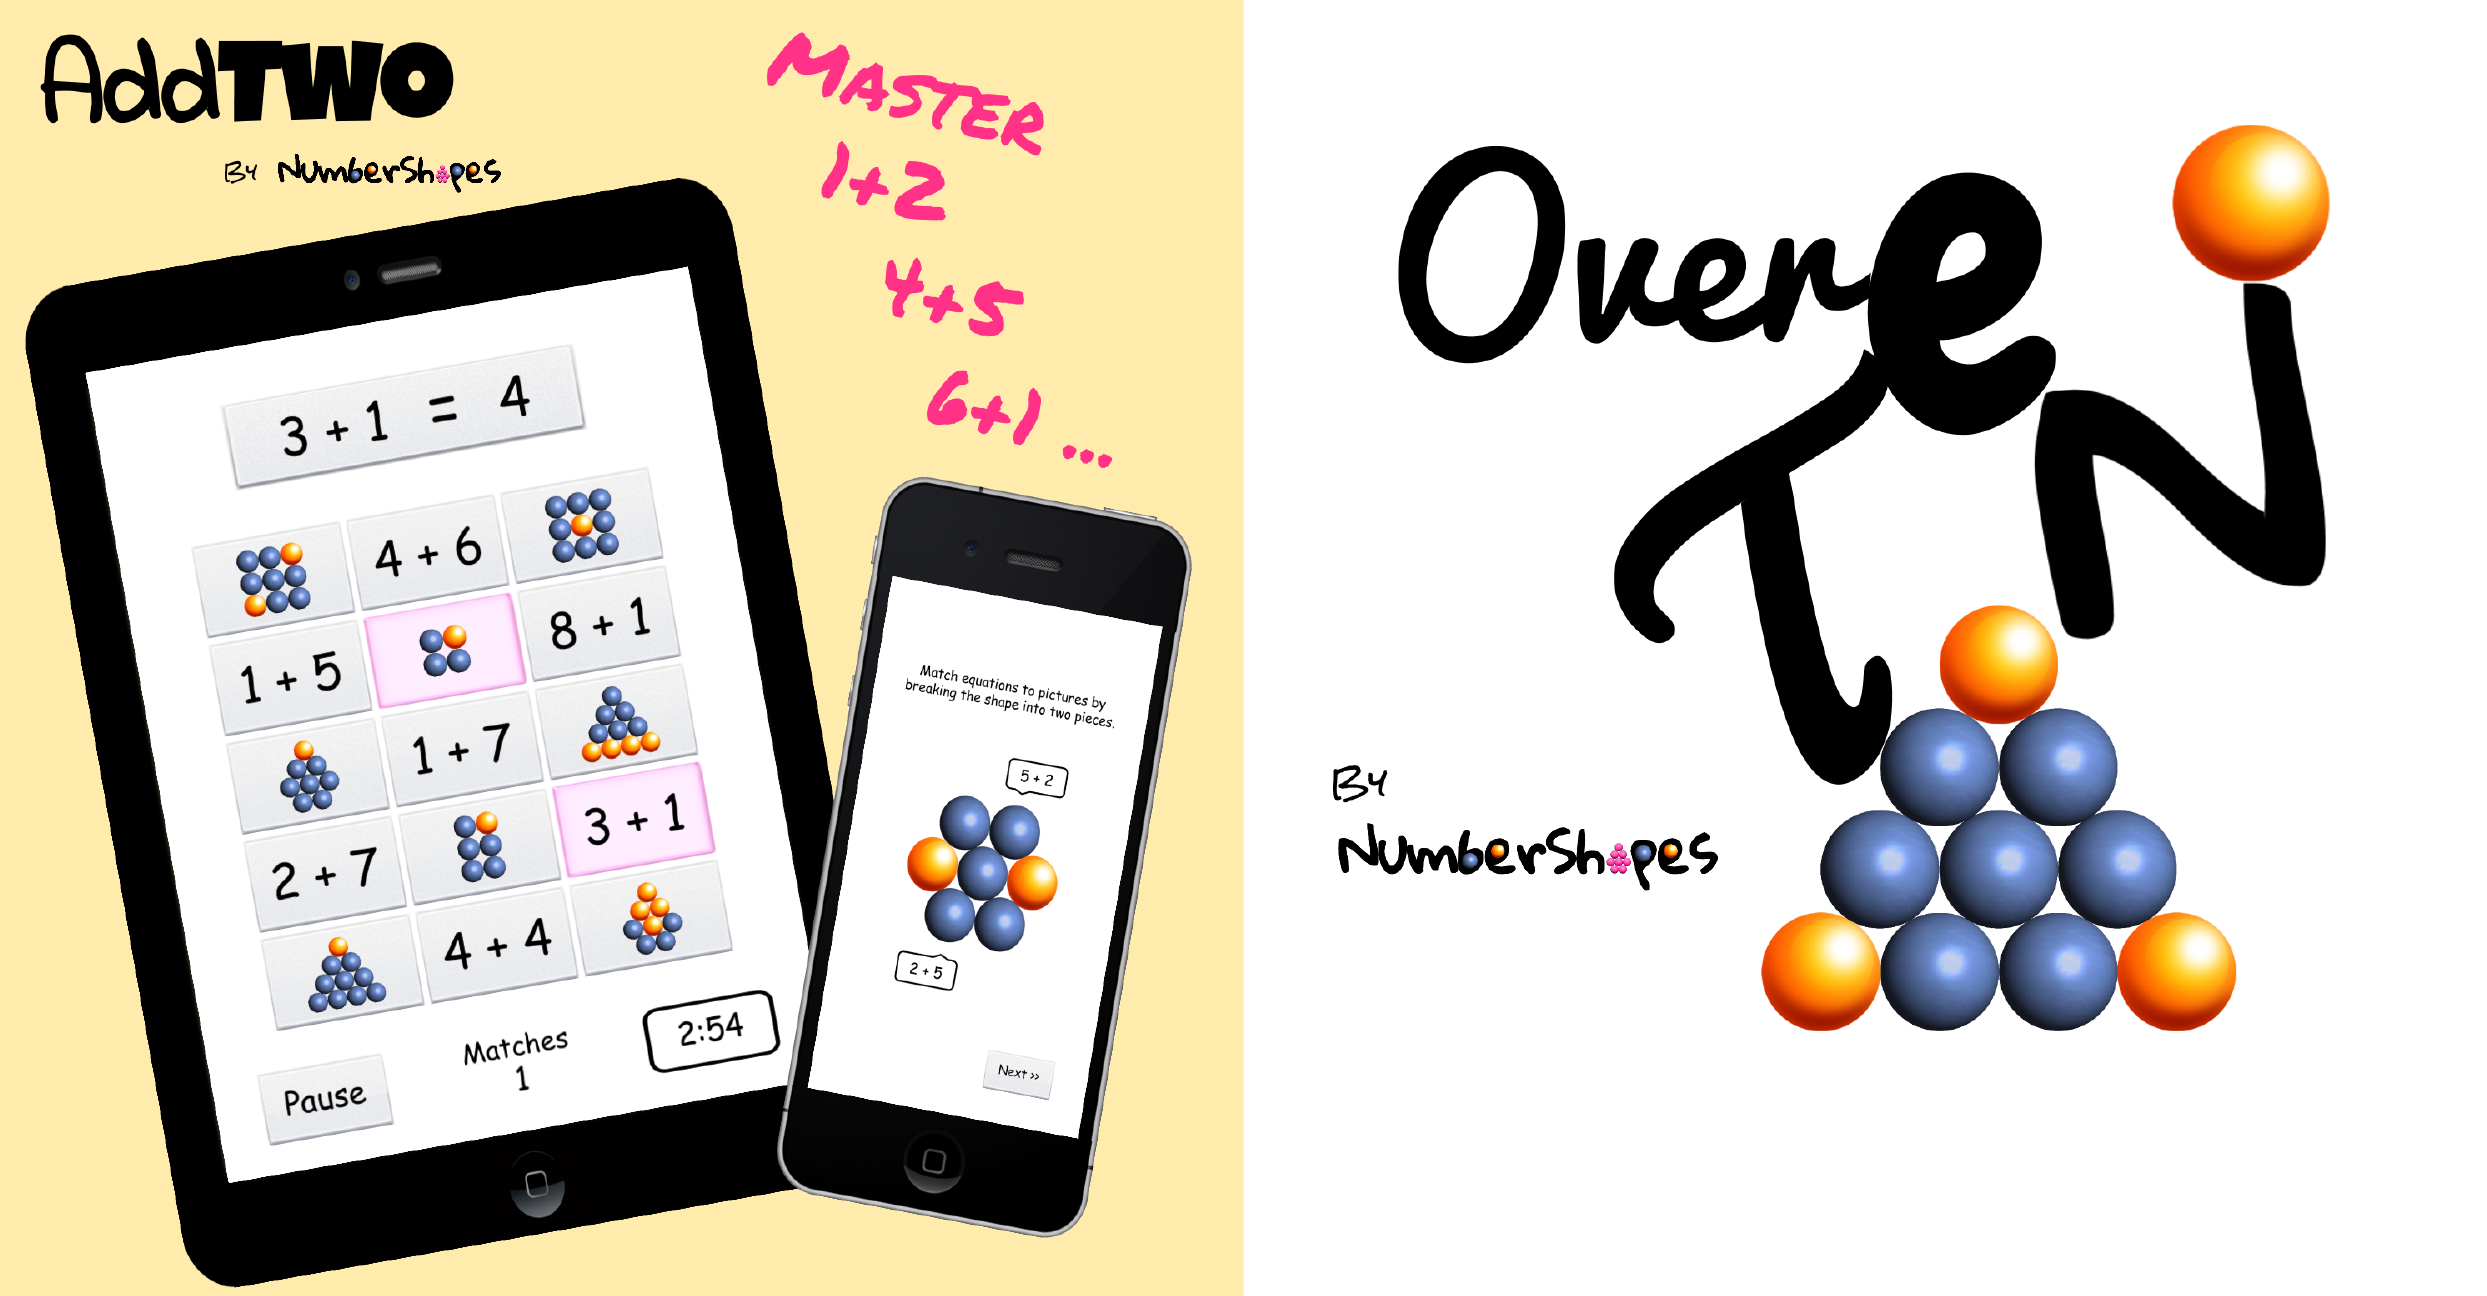 AddTWO
BY NumberShapes
MASTER
1+2
4+5
6+1 ...
3 + 1 = 4
4 + 6
1 + 5
8 + 1
1 + 7
2 + 7
3 + 1
4 + 4
Matches
1
2:54
Pause
Match equations to pictures by
breaking the shape into two pieces.
5 + 2
2 + 5
Next >>
Over
TEN
BY
NumberShapes